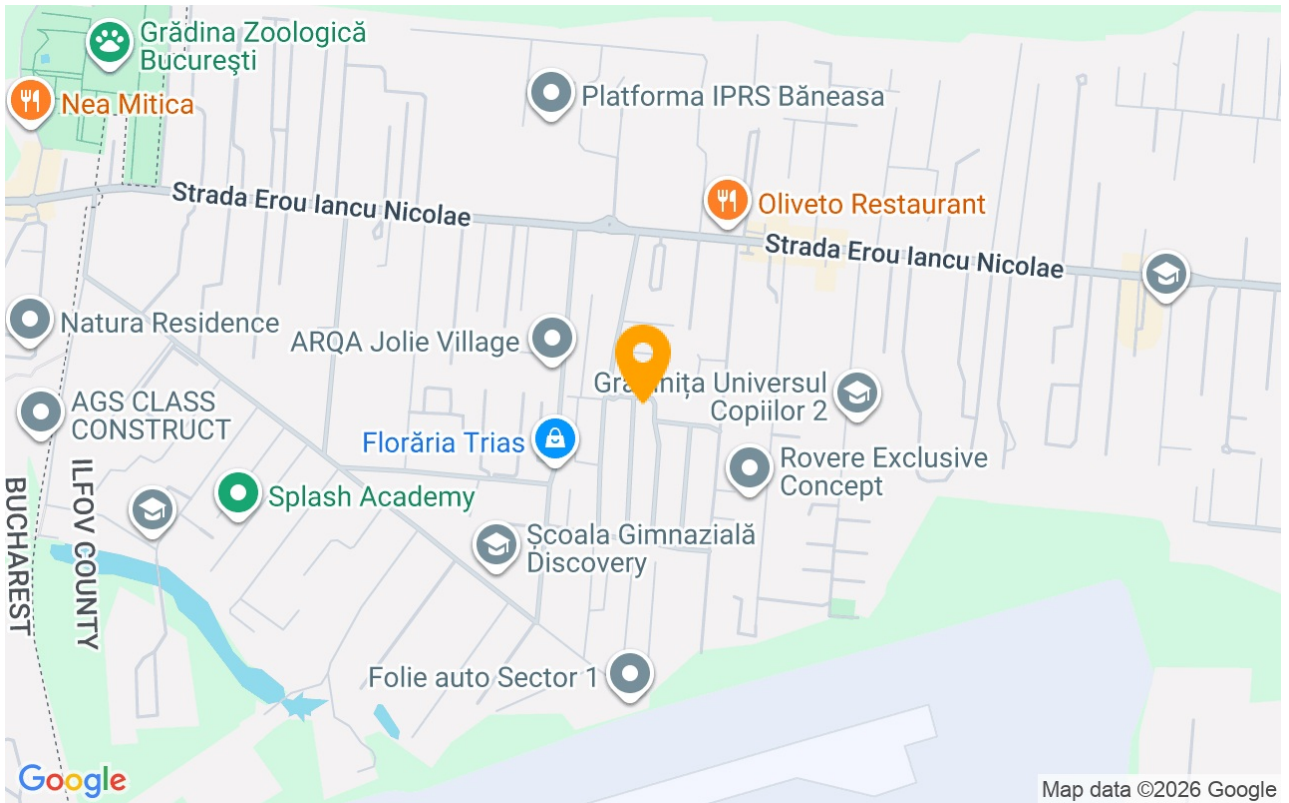 Grădina Zoologică
Bucureşti
Nea Mitica
Platforma IPRS Băneasa
Strada Erou Iancu Nicolae
Oliveto Restaurant
Strada Erou Iancu Nicolae
Natura Residence
ARQA Jolie Village
Universul
Copiilor 2
AGS CLASS
CONSTRUCT
Florăria Trias
Rovere Exclusive
Concept
Splash Academy
Școala Gimnazială
Discovery
BUCHAREST
ILFOV COUNTY
Folie auto Sector 1
Google
Map data ©2026 Google